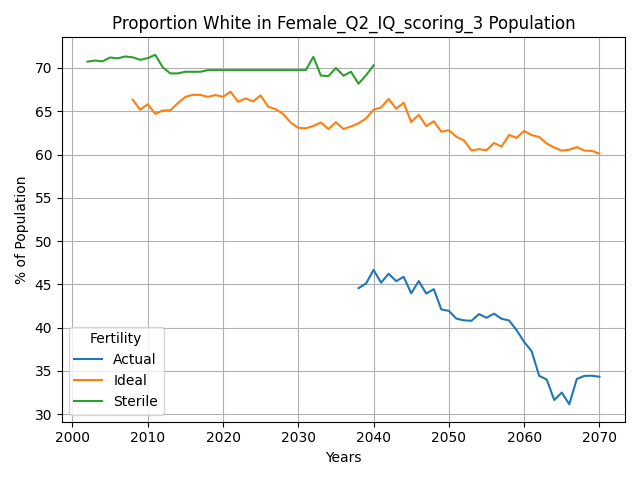 Proportion White in Female_Q2_IQ_scoring_3 Population
% of Population
70
65
60
55
50
45
40
35
30
Fertility
Actual
Ideal
Sterile
2000 2010 2020 2030 2040 2050 2060 2070
Years